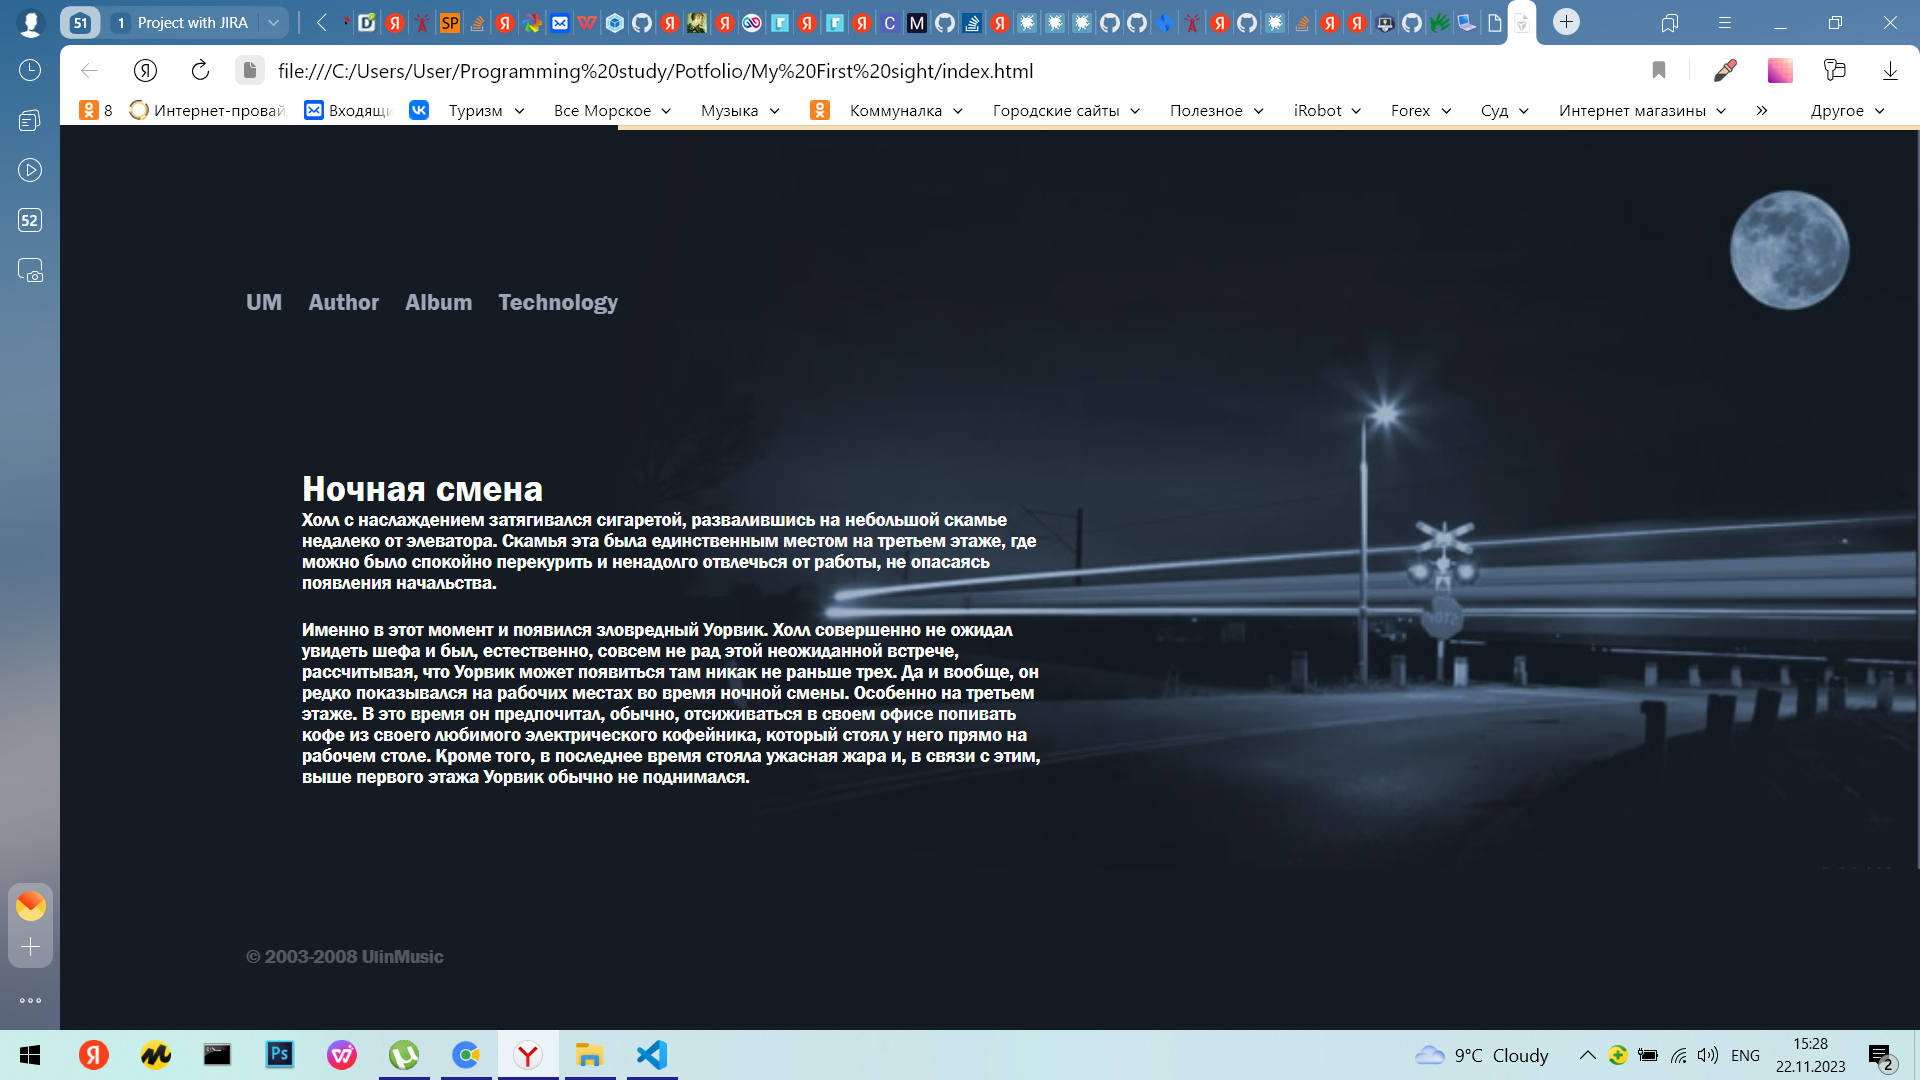 51
1 Project with JIRA
SP
C
M
file:///C:/Users/User/Programming%20study/Potfolio/My%20First%20sight/index.html
8
Интернет-провай
Входящи
Туризм
Все Морское
Музыка
Коммуналка
Городские сайты
Полезное
iRobot
Forex
Суд
Интернет магазины
»
Другое
52
UM Author Album Technology
Ночная смена
Холл с наслаждением затягивался сигаретой, развалившись на небольшой скамье
недалеко от элеватора. Скамья эта была единственным местом на третьем этаже, где
можно было спокойно перекурить и ненадолго отвлечься от работы, не опасаясь
появления начальства.
Именно в этот момент и появился зловредный Уорвик. Холл совершенно не ожидал
увидеть шефа и был, естественно, совсем не рад этой неожиданной встрече,
рассчитывая, что Уорвик может появиться там никак не раньше трех. Да и вообще, он
редко показывался на рабочих местах во время ночной смены. Особенно на третьем
этаже. В это время он предпочитал, обычно, отсиживаться в своем офисе попивать
кофе из своего любимого электрического кофейника, который стоял у него прямо на
рабочем столе. Кроме того, в последнее время стояла ужасная жара и, в связи с этим,
выше первого этажа Уорвик обычно не поднимался.
© 2003-2008 UlinMusic
Ps
9°C Cloudy
ENG
15:28
22.11.2023
2